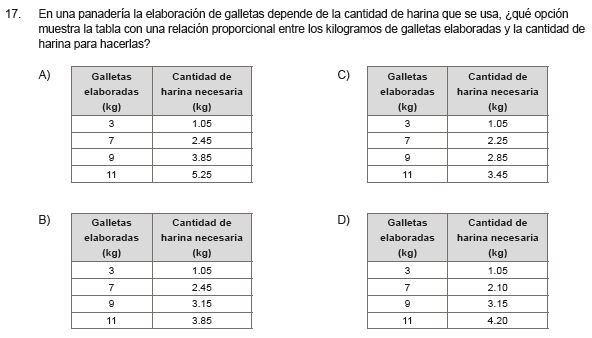 17. En una panadería la elaboración de galletas depende de la cantidad de harina que se usa, ¿qué opción
muestra la tabla con una relación proporcional entre los kilogramos de galletas elaboradas y la cantidad de
harina para hacerlas?
A)
Galletas elaboradas (kg) Cantidad de harina necesaria (kg)
3 1.05
7 2.45
9 3.85
11 5.25
C)
Galletas elaboradas (kg) Cantidad de harina necesaria (kg)
3 1.05
7 2.25
9 2.85
11 3.45
B)
Galletas elaboradas (kg) Cantidad de harina necesaria (kg)
3 1.05
7 2.45
9 3.15
11 3.85
D)
Galletas elaboradas (kg) Cantidad de harina necesaria (kg)
3 1.05
7 2.10
9 3.15
11 4.20